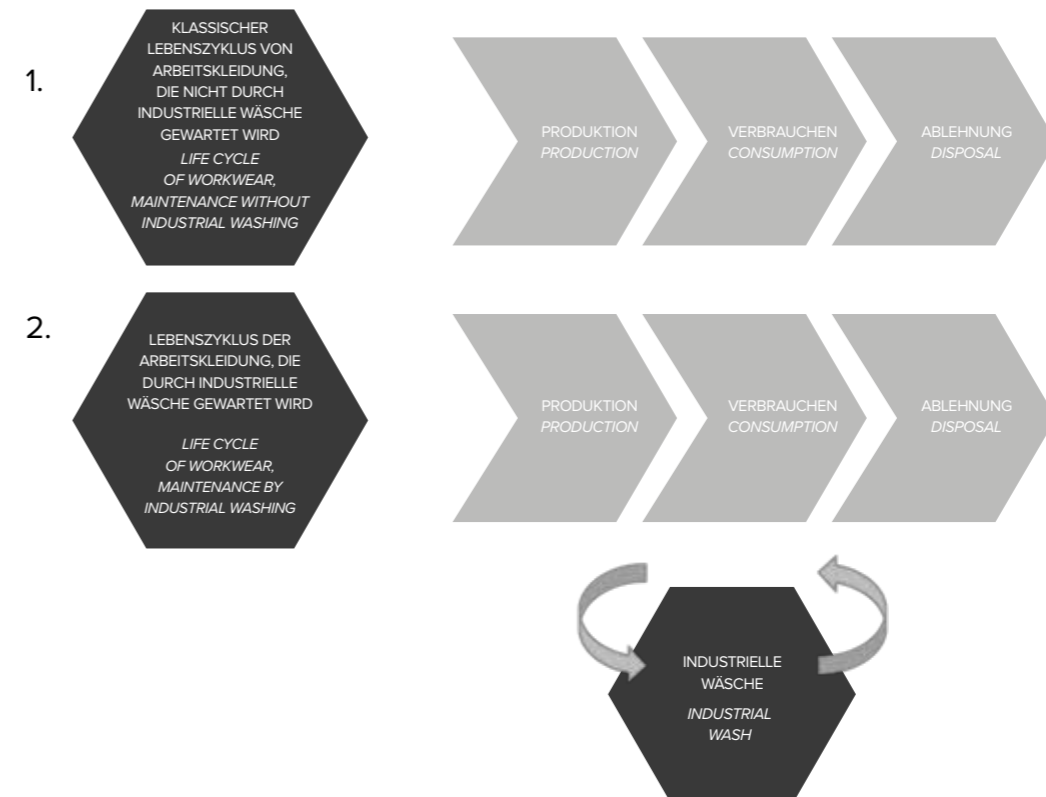 1.
KLASSISCHER
LEBENSZYKLUS VON
ARBEITSKLEIDUNG,
DIE NICHT DURCH
INDUSTRIELLE WÄSCHE
GEWARTET WIRD
LIFE CYCLE
OF WORKWEAR,
MAINTENANCE WITHOUT
INDUSTRIAL WASHING
PRODUKTION
PRODUCTION
VERBRAUCHEN
CONSUMPTION
ABLEHNUNG
DISPOSAL
2.
LEBENSZYKLUS DER
ARBEITSKLEIDUNG, DIE
DURCH INDUSTRIELLE
WÄSCHE GEWARTET WIRD
LIFE CYCLE
OF WORKWEAR,
MAINTENANCE BY
INDUSTRIAL WASHING
PRODUKTION
PRODUCTION
VERBRAUCHEN
CONSUMPTION
ABLEHNUNG
DISPOSAL
INDUSTRIELLE
WÄSCHE
INDUSTRIAL
WASH